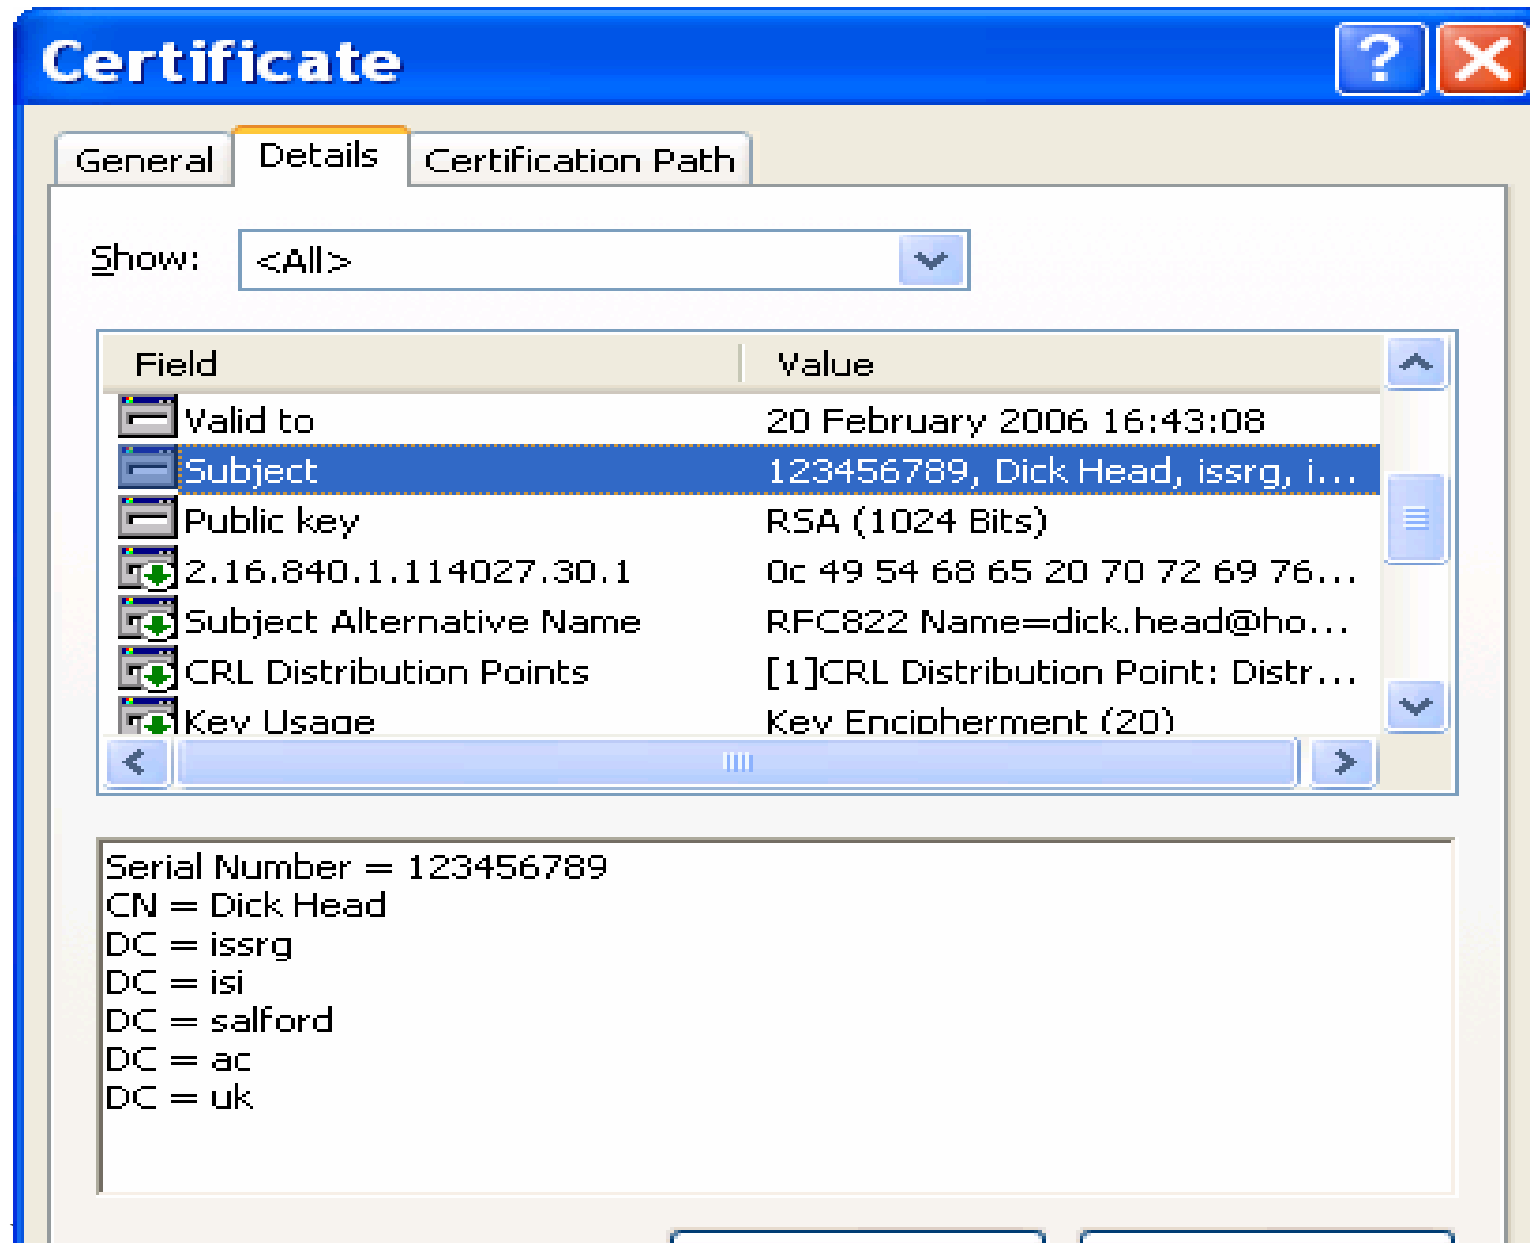 Certificate
General Details Certification Path
Show: <All>
Field Value
Valid to 20 February 2006 16:43:08
Subject 123456789, Dick Head, issrg, i...
Public key RSA (1024 Bits)
2.16.840.1.114027.30.1 0c 49 54 68 65 20 70 72 69 76...
Subject Alternative Name RFC822 Name=dick.head@ho...
CRL Distribution Points [1]CRL Distribution Point: Distr...
Key Usage Key Encipherment (20)
Serial Number = 123456789
CN = Dick Head
DC = issrg
DC = isi
DC = salford
DC = ac
DC = uk